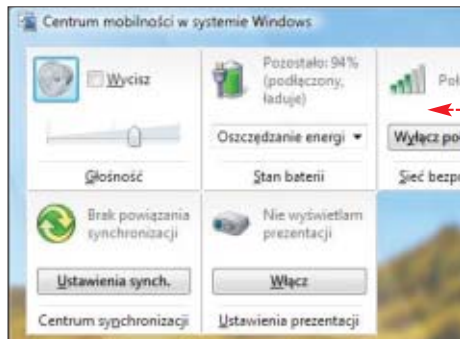 Centrum mobilności w systemie Windows
Wycisz
Głośność
Pozostało: 94%
(podłączony,
ładuje)
Oszczędzanie energi
Stan baterii
Wyłącz
Sieć
Brak powiązania
synchronizacji
Ustawienia synch.
Centrum synchronizacji
Nie wyświetlam
prezentacji
Włącz
Ustawienia prezentacji